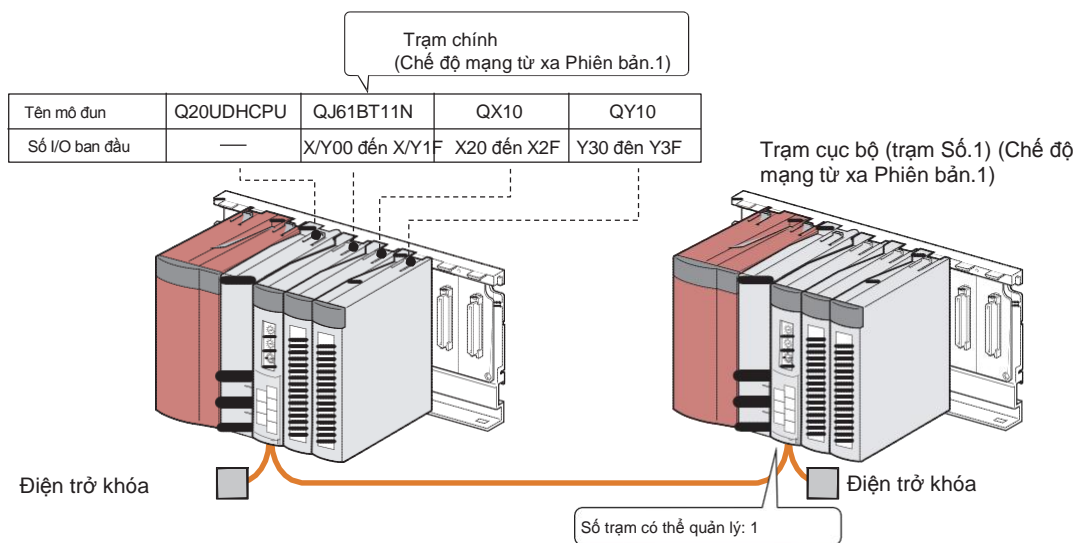 Trạm chính
(Chế độ mạng từ xa Phiên bản.1)
Tên mô đun Q20UDHCPU QJ61BT11N QX10 QY10
Số I/O ban đầu — X/Y00 đến X/Y1F X20 đến X2F Y30 đên Y3F
Trạm cục bộ (trạm Số.1) (Chế độ
mạng từ xa Phiên bản.1)
Điện trở khóa
Điện trở khóa
Số trạm có thể quản lý: 1